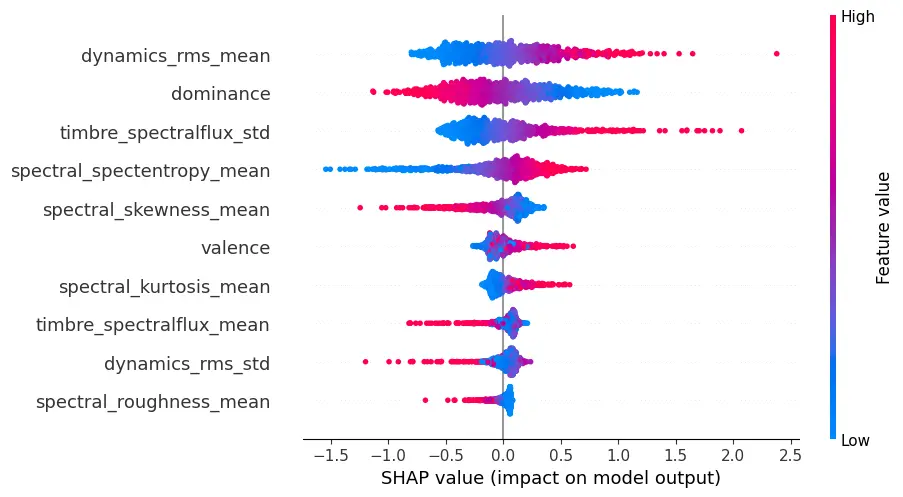 High
dynamics_rms_mean
dominance
timbre_spectralflux_std
spectral_spectentropy_mean
spectral_skewness_mean
valence
spectral_kurtosis_mean
timbre_spectralflux_mean
dynamics_rms_std
spectral_roughness_mean
Feature value
Low
−1.5 −1.0 −0.5 0.0 0.5 1.0 1.5 2.0 2.5
SHAP value (impact on model output)